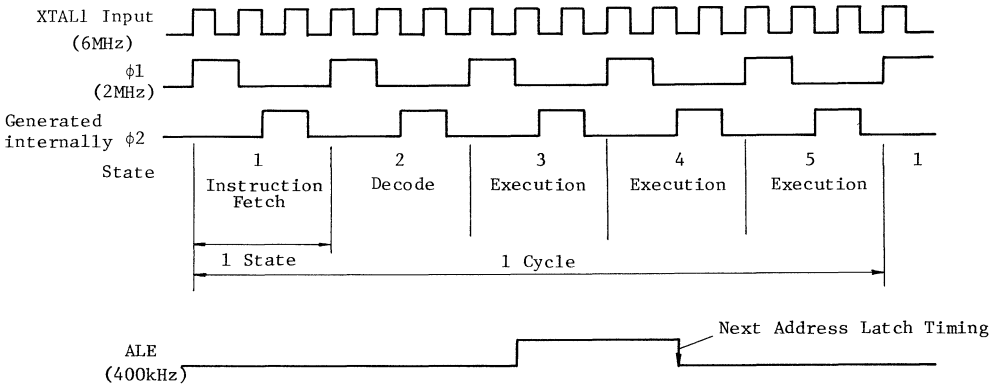 XTAL1 Input
(6MHz)
ϕ1
(2MHz)
Generated
internally ϕ2
State
1
2
3
4
5
1
Instruction
Fetch
Decode
Execution
Execution
Execution
1 State
1 Cycle
Next Address Latch Timing
ALE
(400kHz)